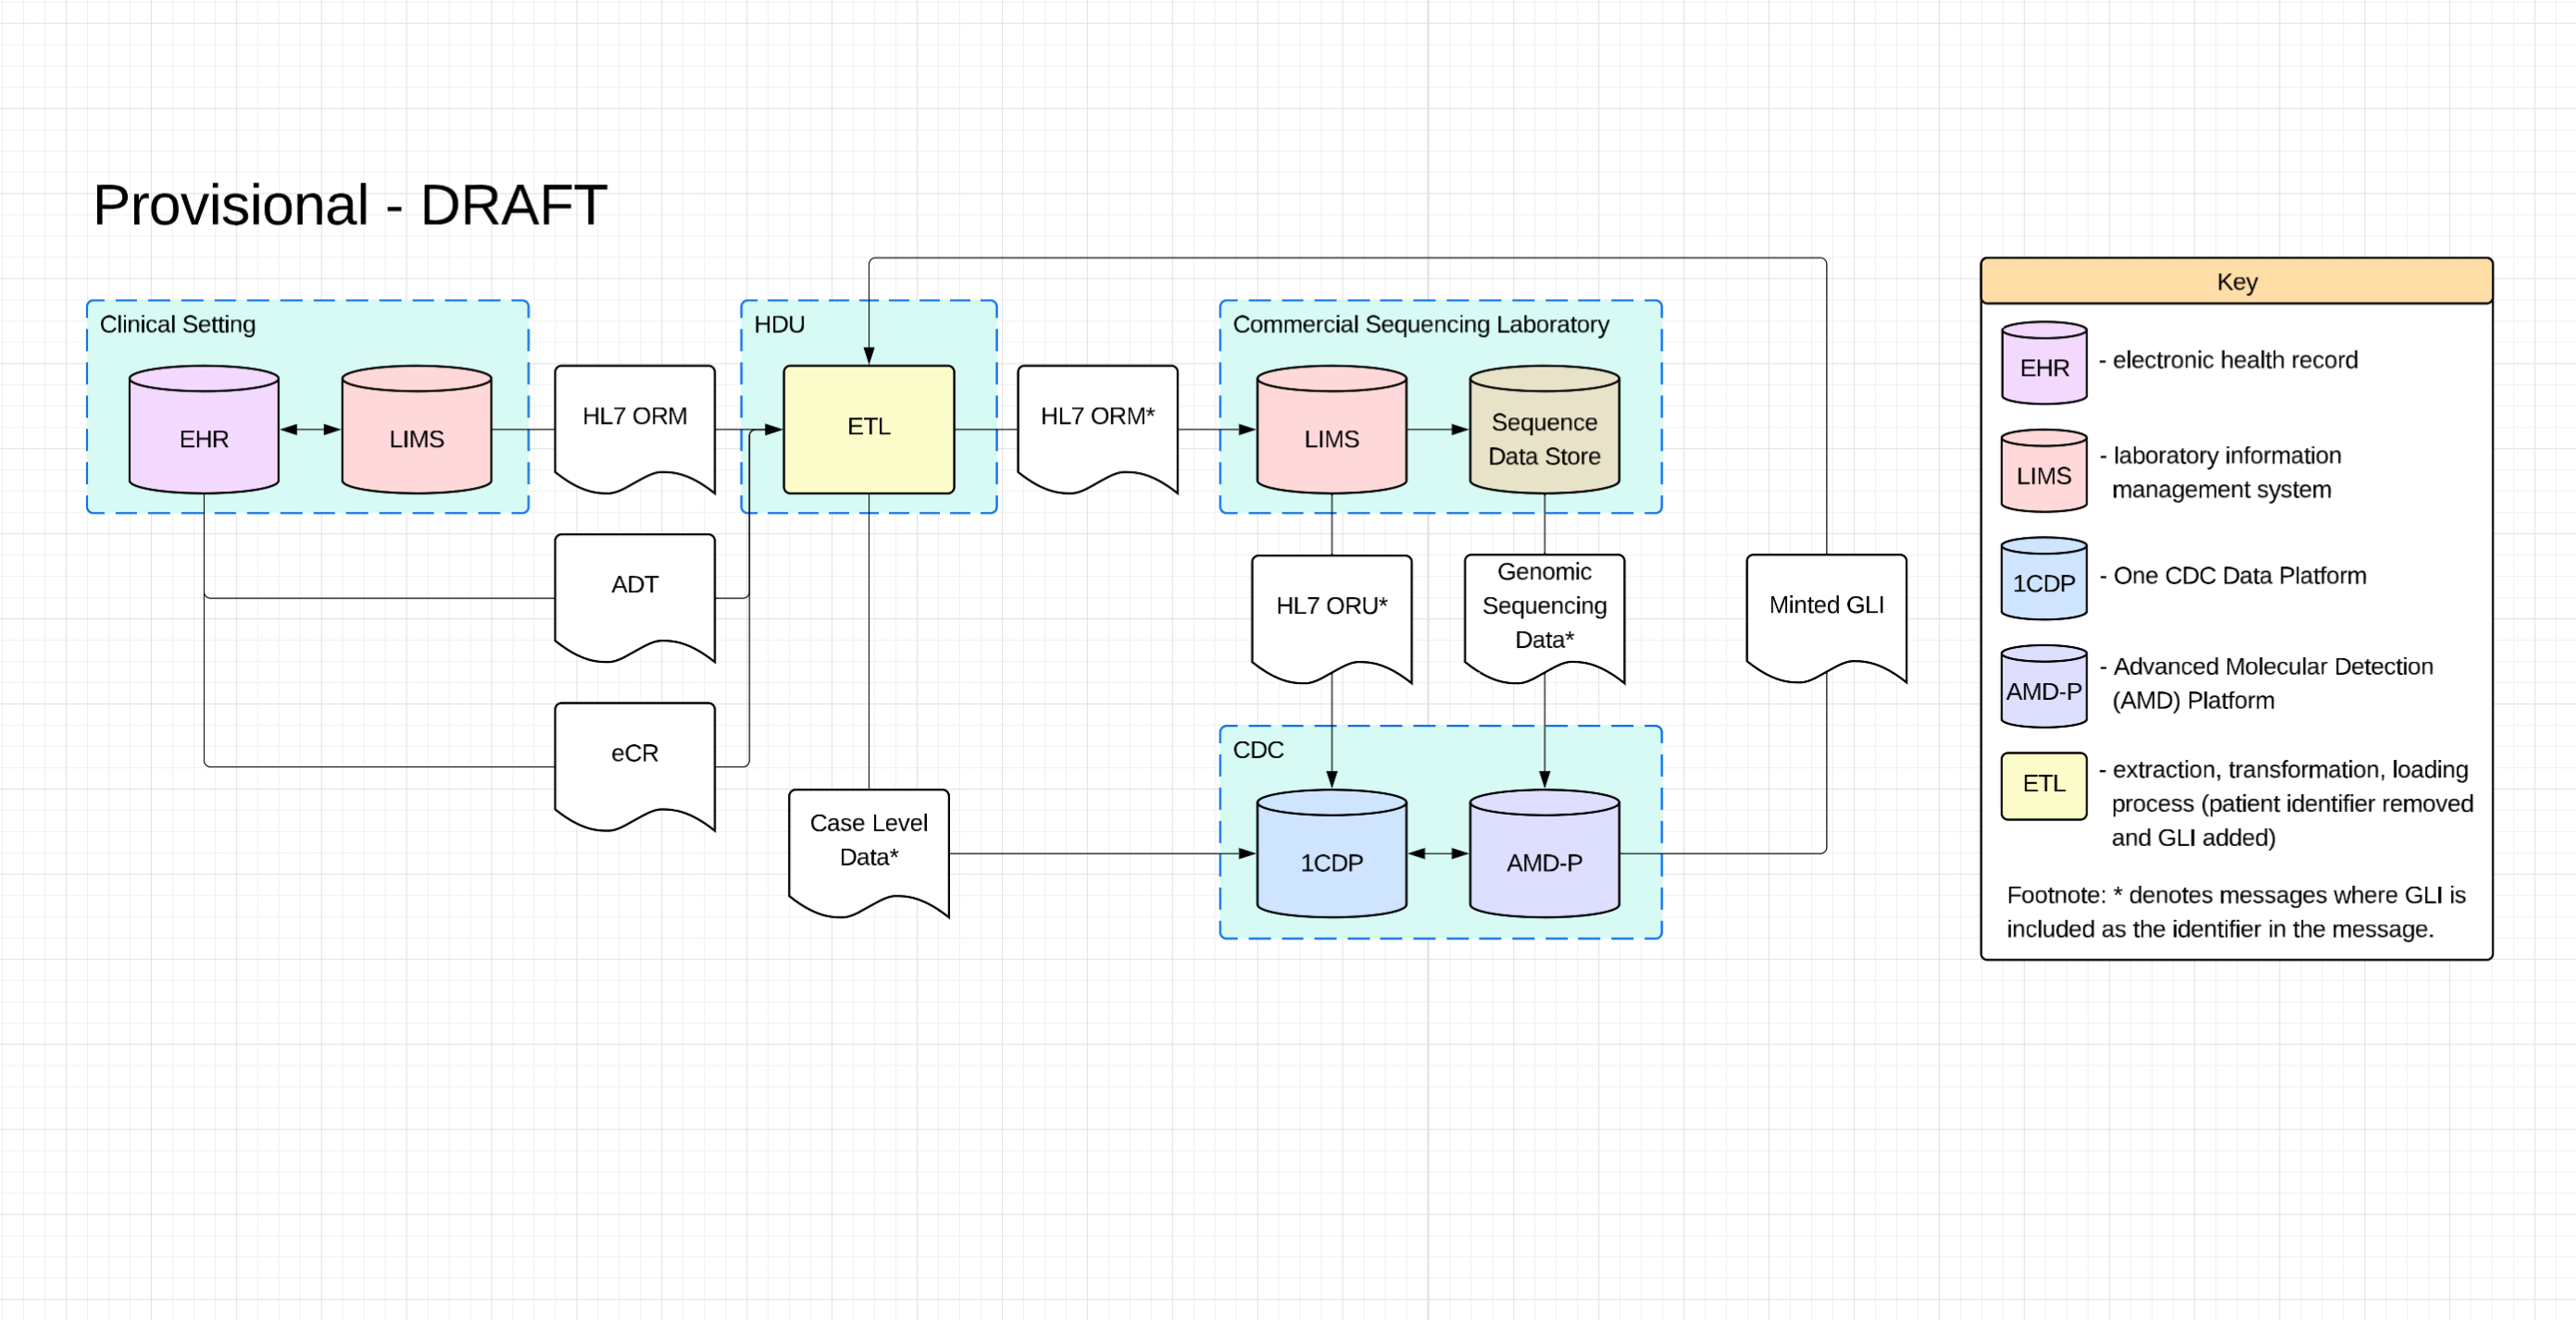 Provisional - DRAFT
Clinical Setting
EHR
LIMS
HL7 ORM
ADT
eCR
HDU
ETL
HL7 ORM*
Case Level
Data*
Commercial Sequencing Laboratory
LIMS
Sequence
Data Store
HL7 ORU*
Genomic
Sequencing
Data*
Minted GLI
CDC
1CDP
AMD-P
Key
EHR
- electronic health record
LIMS
- laboratory information
management system
1CDP
- One CDC Data Platform
AMD-P
- Advanced Molecular Detection
(AMD) Platform
ETL
- extraction, transformation, loading
process (patient identifier removed
and GLI added)
Footnote: * denotes messages where GLI is
included as the identifier in the message.